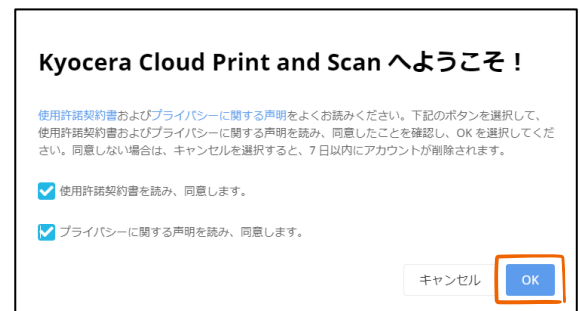 Kyocera Cloud Print and Scan へようこそ！
使用許諾契約書およびプライバシーに関する声明をよくお読みください。下記のボタンを選択して、
使用許諾契約書およびプライバシーに関する声明を読み、同意したことを確認し、OK を選択してくだ
さい。同意しない場合は、キャンセルを選択すると、7 日以内にアカウントが削除されます。
使用許諾契約書を読み、同意します。
プライバシーに関する声明を読み、同意します。
キャンセル OK